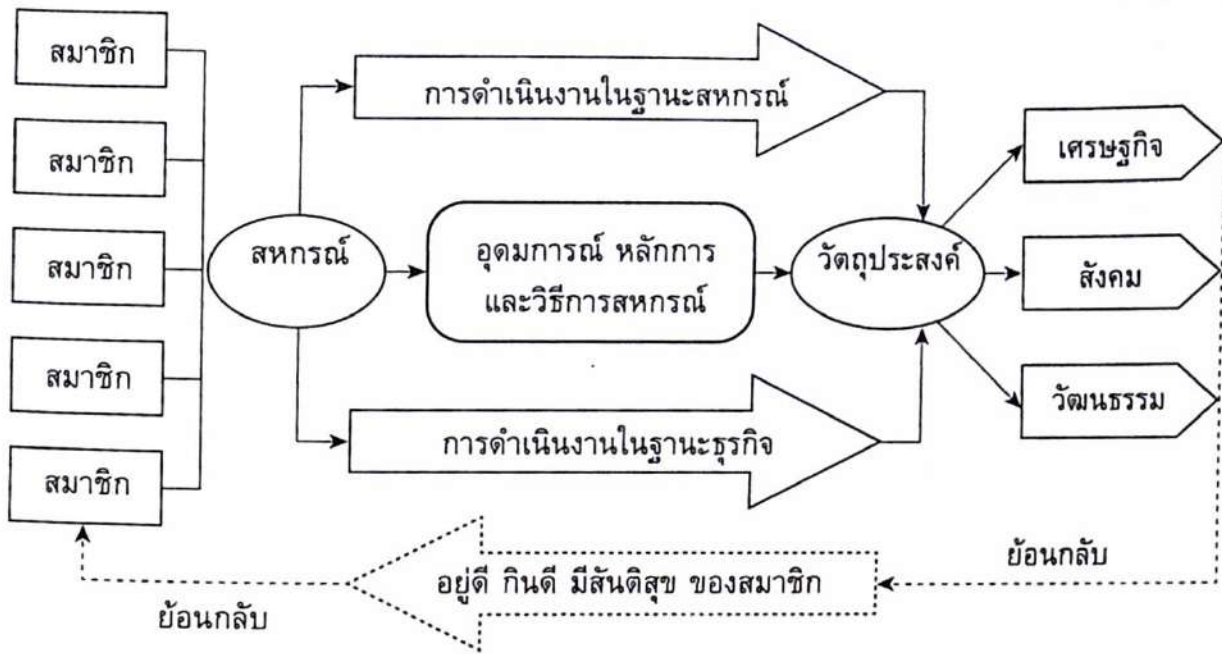 สมาชิก
สมาชิก
สมาชิก
สมาชิก
สมาชิก
สหกรณ์
การดำเนินงานในฐานะสหกรณ์
อุดมการณ์ หลักการ
และวิธีการสหกรณ์
การดำเนินงานในฐานะธุรกิจ
วัตถุประสงค์
เศรษฐกิจ
สังคม
วัฒนธรรม
ย้อนกลับ
อยู่ดี กินดี มีสันติสุข ของสมาชิก
ย้อนกลับ